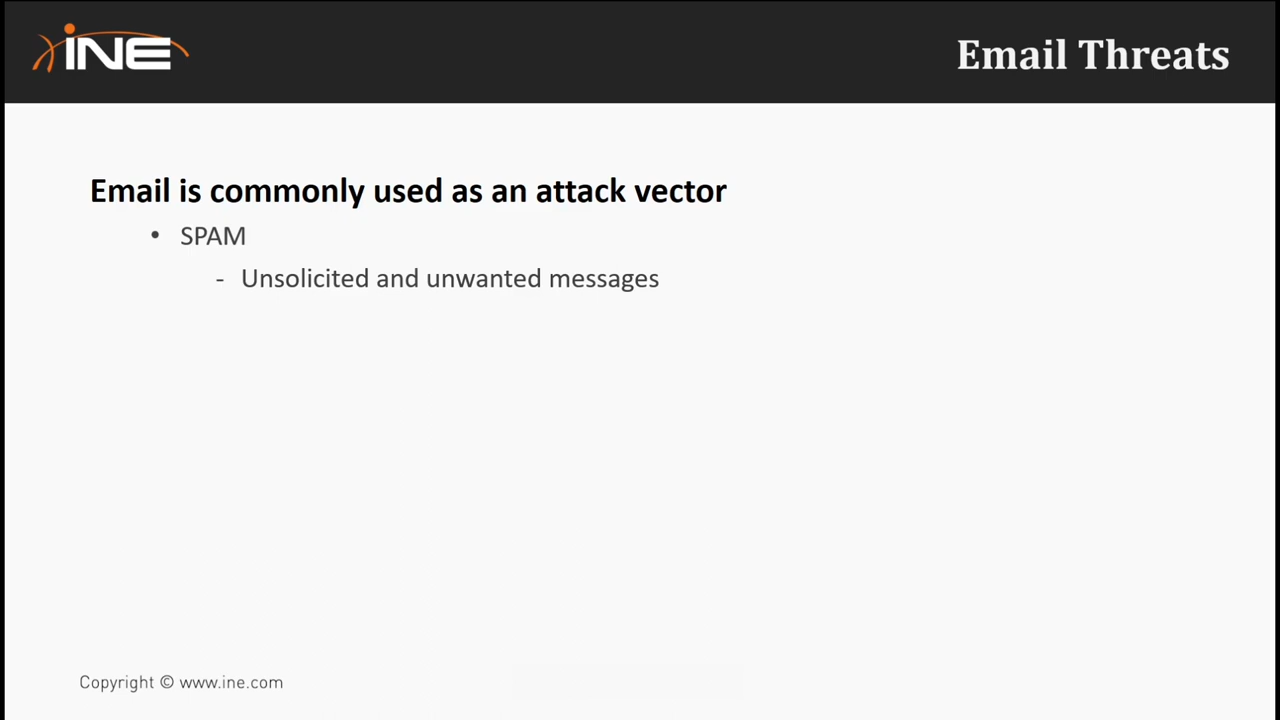 iNE
Email Threats
Email is commonly used as an attack vector
• SPAM
- Unsolicited and unwanted messages
Copyright © www.ine.com